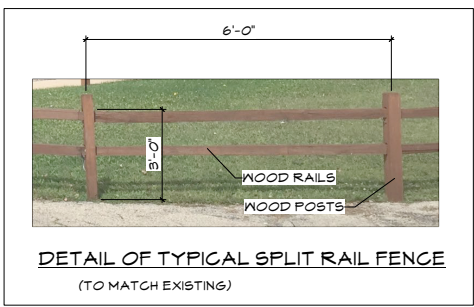 6'-0"
3'-0"
WOOD RAILS
WOOD POSTS
DETAIL OF TYPICAL SPLIT RAIL FENCE
(TO MATCH EXISTING)